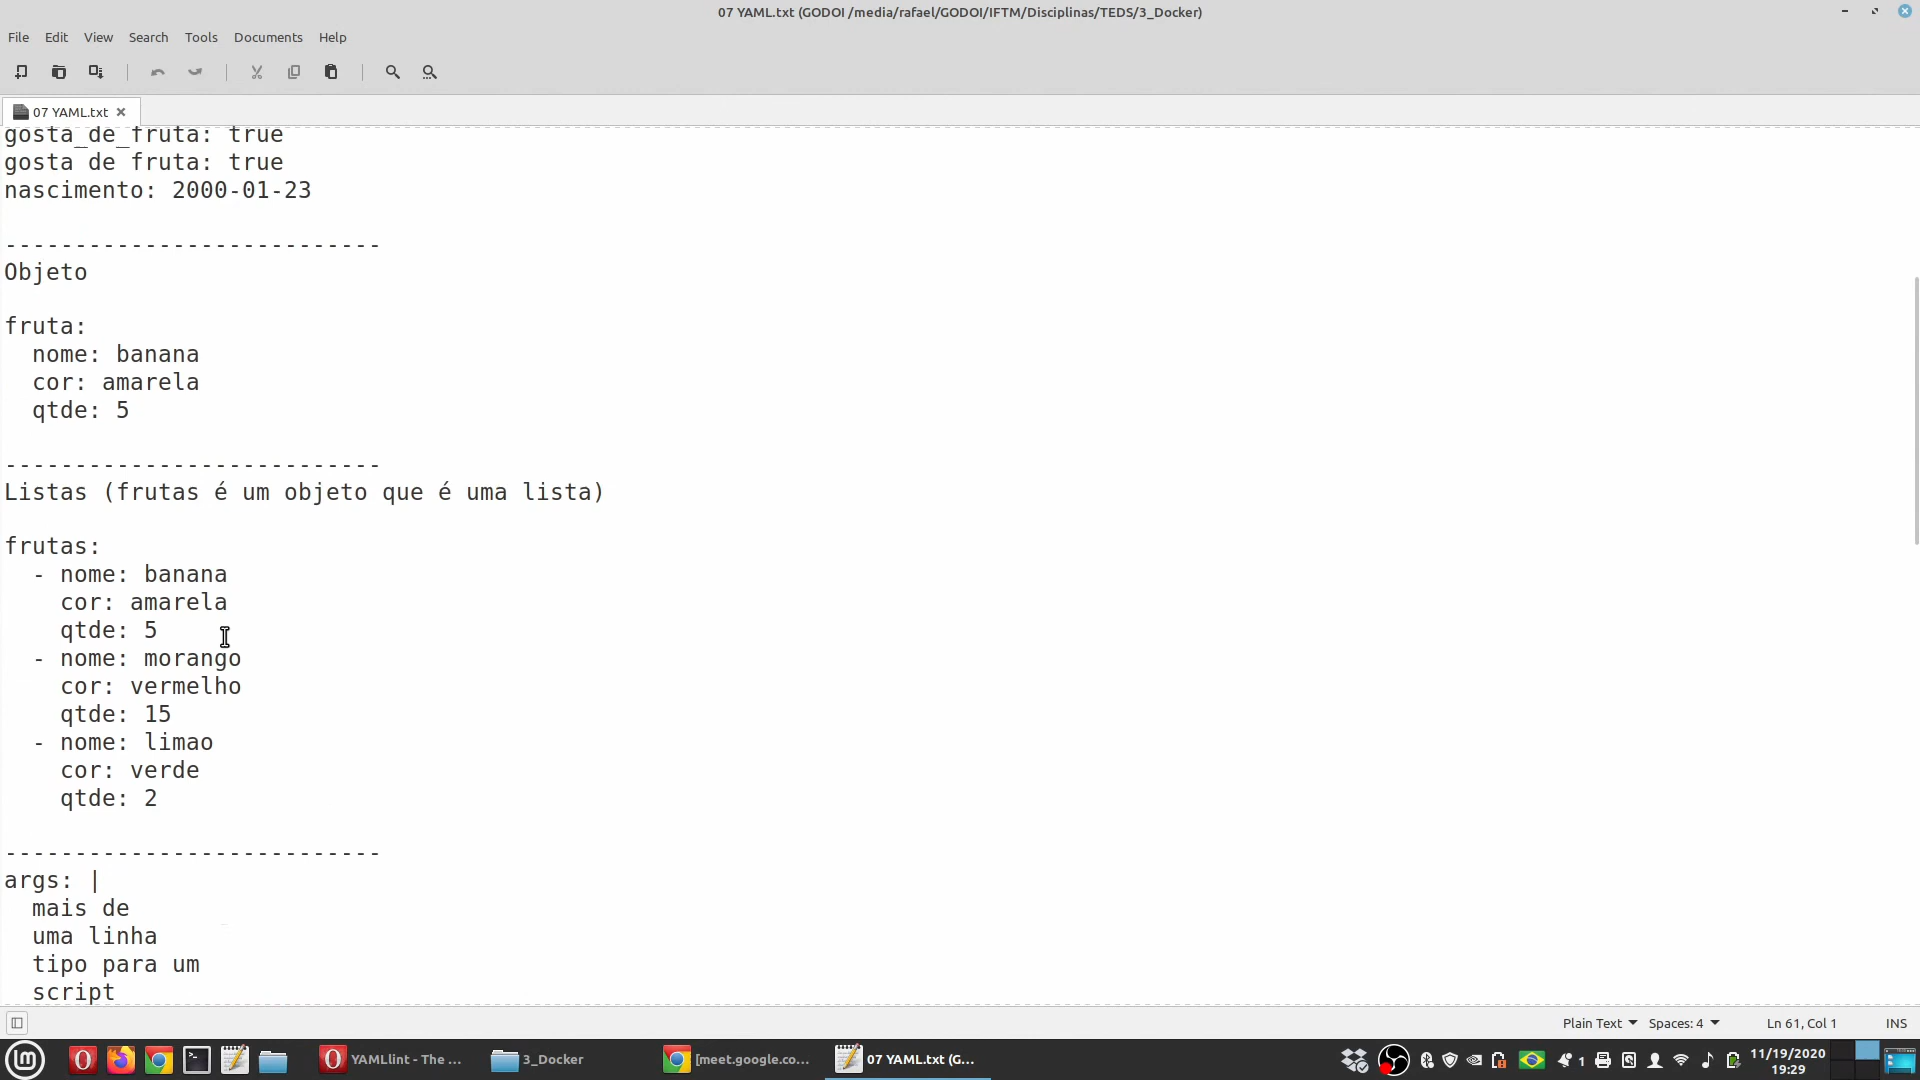 07 YAML.txt (GODOI /media/rafael/GODOI/IFTM/Disciplinas/TEDS/3_Docker)
File Edit View Search Tools Documents Help
07 YAML.txt
gosta_de_fruta: true
gosta de fruta: true
nascimento: 2000-01-23
---------------------------
Objeto
fruta:
  nome: banana
  cor: amarela
  qtde: 5
---------------------------
Listas (frutas é um objeto que é uma lista)
frutas:
  - nome: banana
    cor: amarela
    qtde: 5
  - nome: morango
    cor: vermelho
    qtde: 15
  - nome: limao
    cor: verde
    qtde: 2
---------------------------
args: |
  mais de
  uma linha
  tipo para um
  script
Plain Text Spaces: 4 Ln 61, Col 1 INS
YAMLlint - The ... 3_Docker [meet.google.co... 07 YAML.txt (G... 1 11/19/2020
19:29